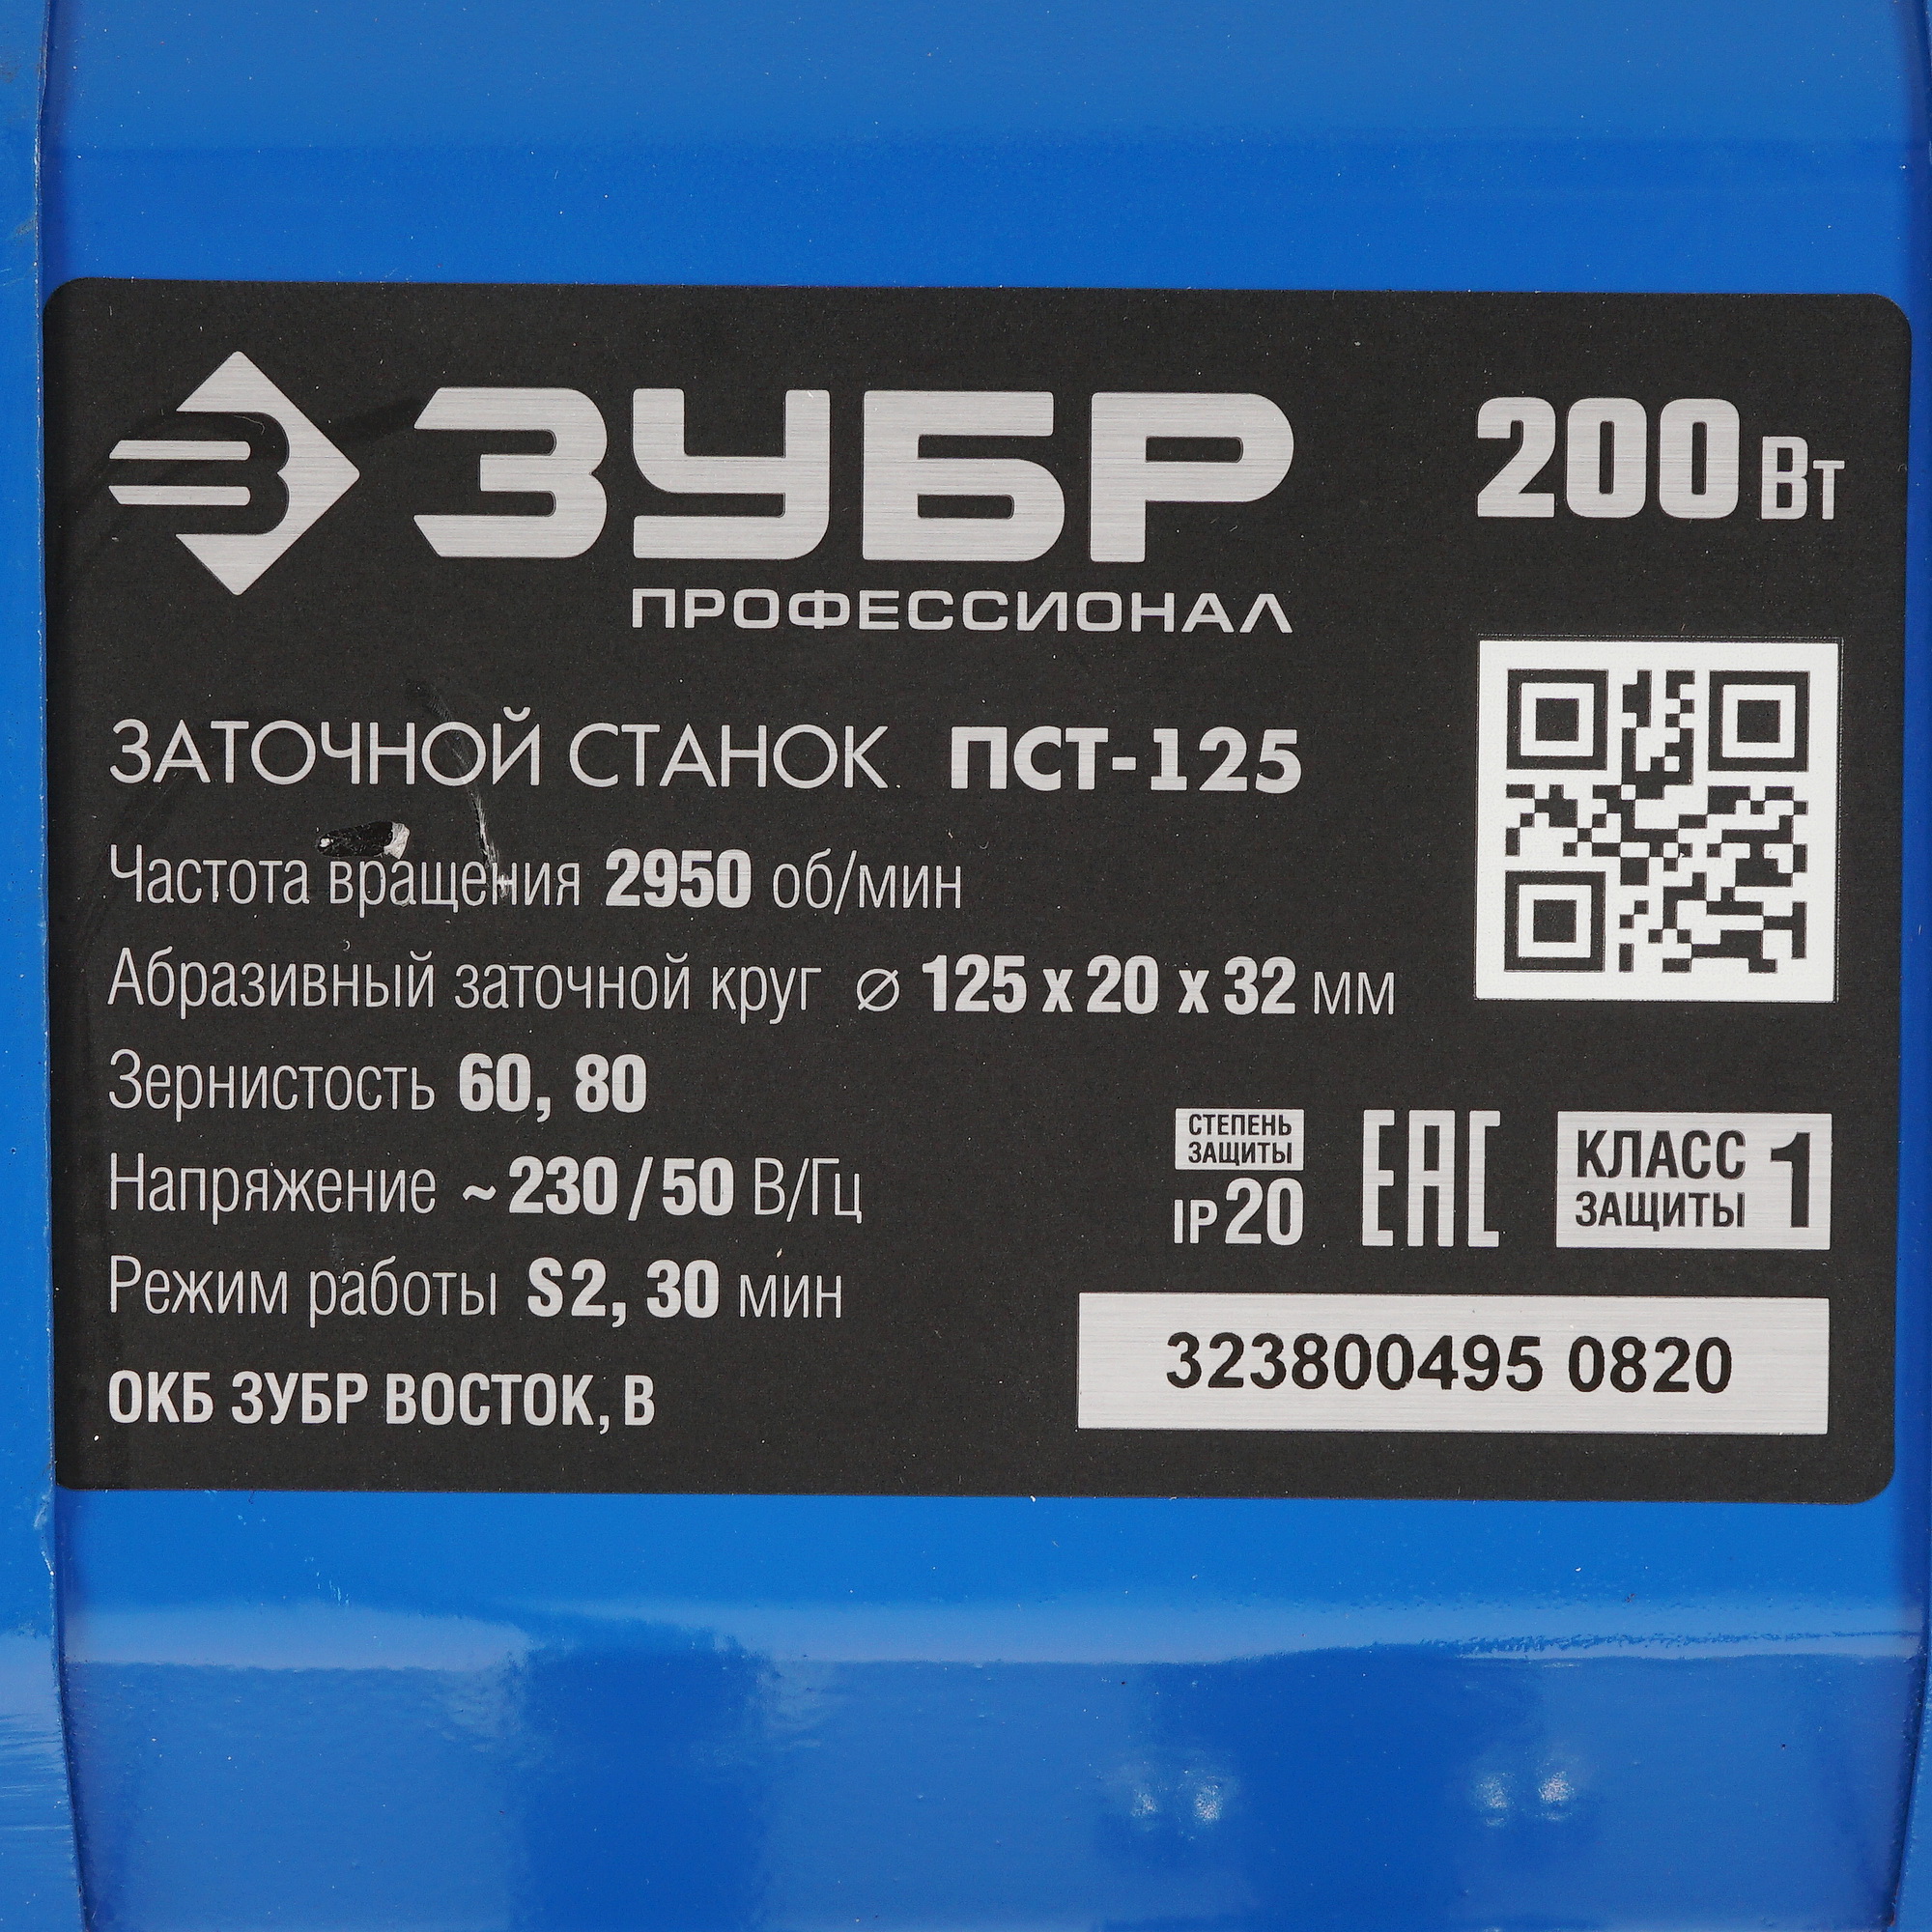 ЗУБР
ПРОФЕССИОНАЛ
200 Вт
ЗАТОЧНОЙ СТАНОК ПСТ-125
Частота вращения 2950 об/мин
Абразивный заточной круг ⌀ 125 x 20 x 32 мм
Зернистость 60, 80
Напряжение ~230/50 В/Гц
Режим работы S2, 30 мин
ОКБ ЗУБР ВОСТОК, В
СТЕПЕНЬ
ЗАЩИТЫ
IP20
EAC
КЛАСС
ЗАЩИТЫ
1
323800495 0820